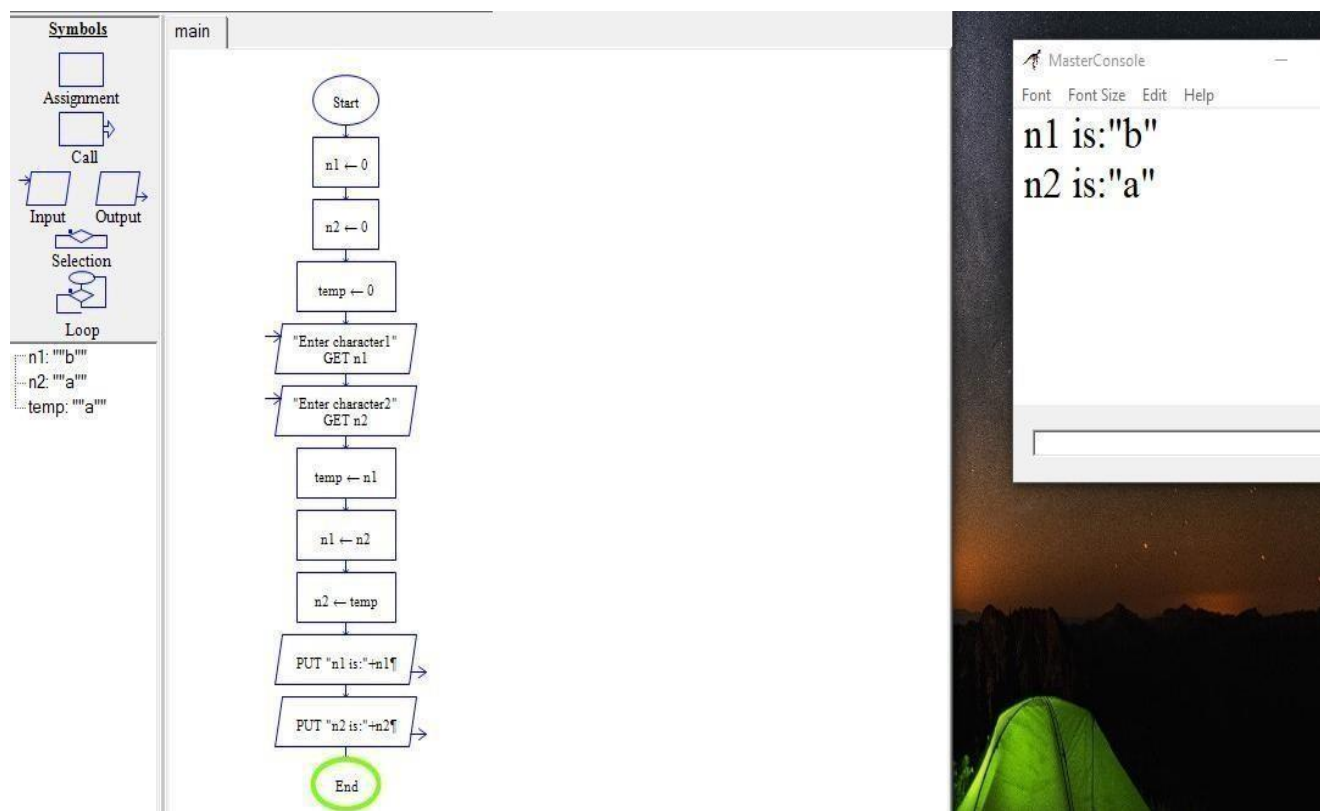 Symbols
Assignment
Call
Input Output
Selection
Loop
n1: ""b""
n2: ""a""
temp: ""a""
main
Start
n1 ← 0
n2 ← 0
temp ← 0
"Enter character1"
GET n1
"Enter character2"
GET n2
temp ← n1
n1 ← n2
n2 ← temp
PUT "n1 is:"+n1¶
PUT "n2 is:"+n2¶
End
MasterConsole
Font Font Size Edit Help
n1 is:"b"
n2 is:"a"